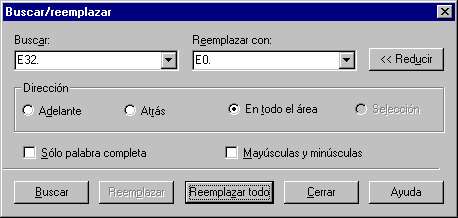 Buscar/reemplazar
Buscar: Reemplazar con:
E32. E0. << Reducir
Dirección
Adelante Atrás En todo el área Selección
Sólo palabra completa Mayúsculas y minúsculas
Buscar Reemplazar Reemplazar todo Cerrar Ayuda